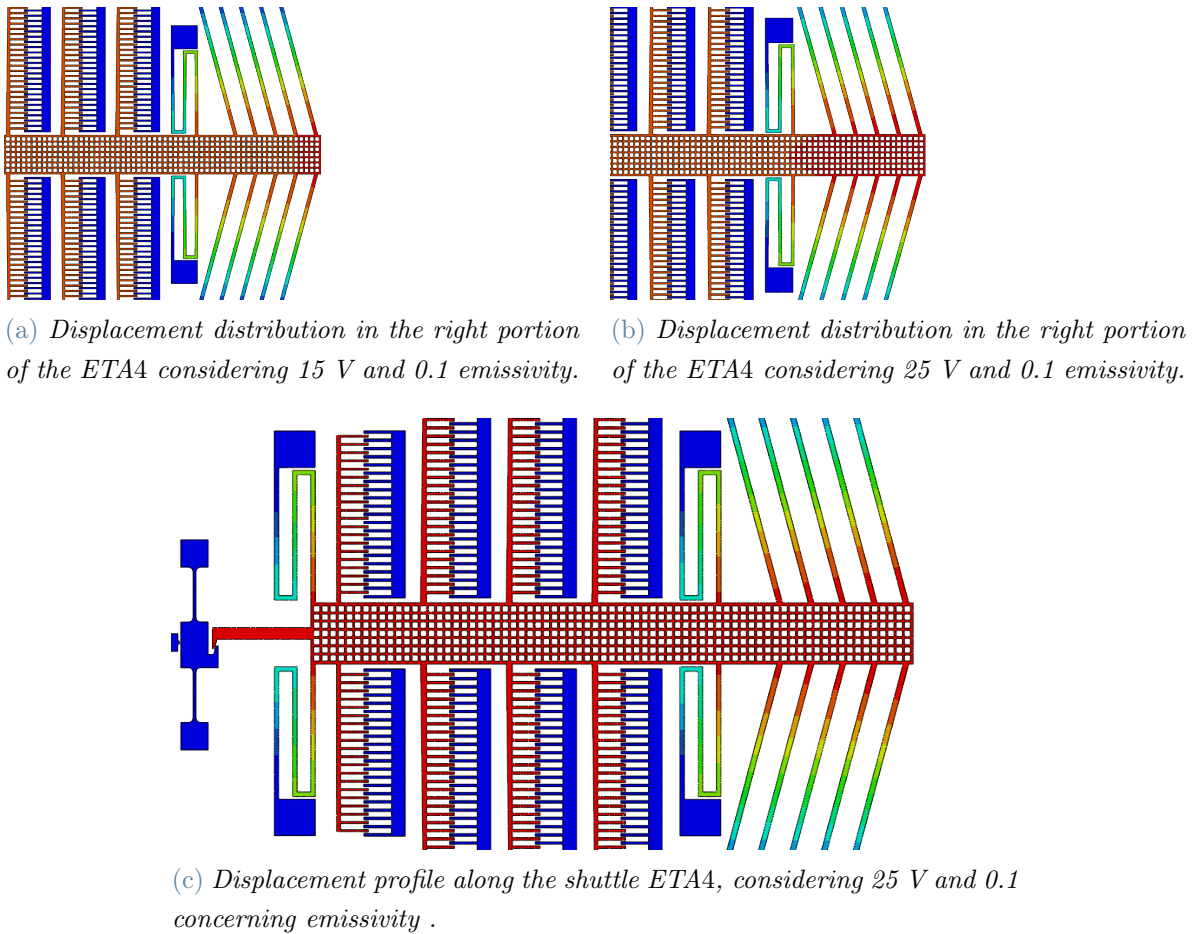 (a) Displacement distribution in the right portion
of the ETA4 considering 15 V and 0.1 emissivity.
(b) Displacement distribution in the right portion
of the ETA4 considering 25 V and 0.1 emissivity.
(c) Displacement profile along the shuttle ETA4, considering 25 V and 0.1
concerning emissivity .